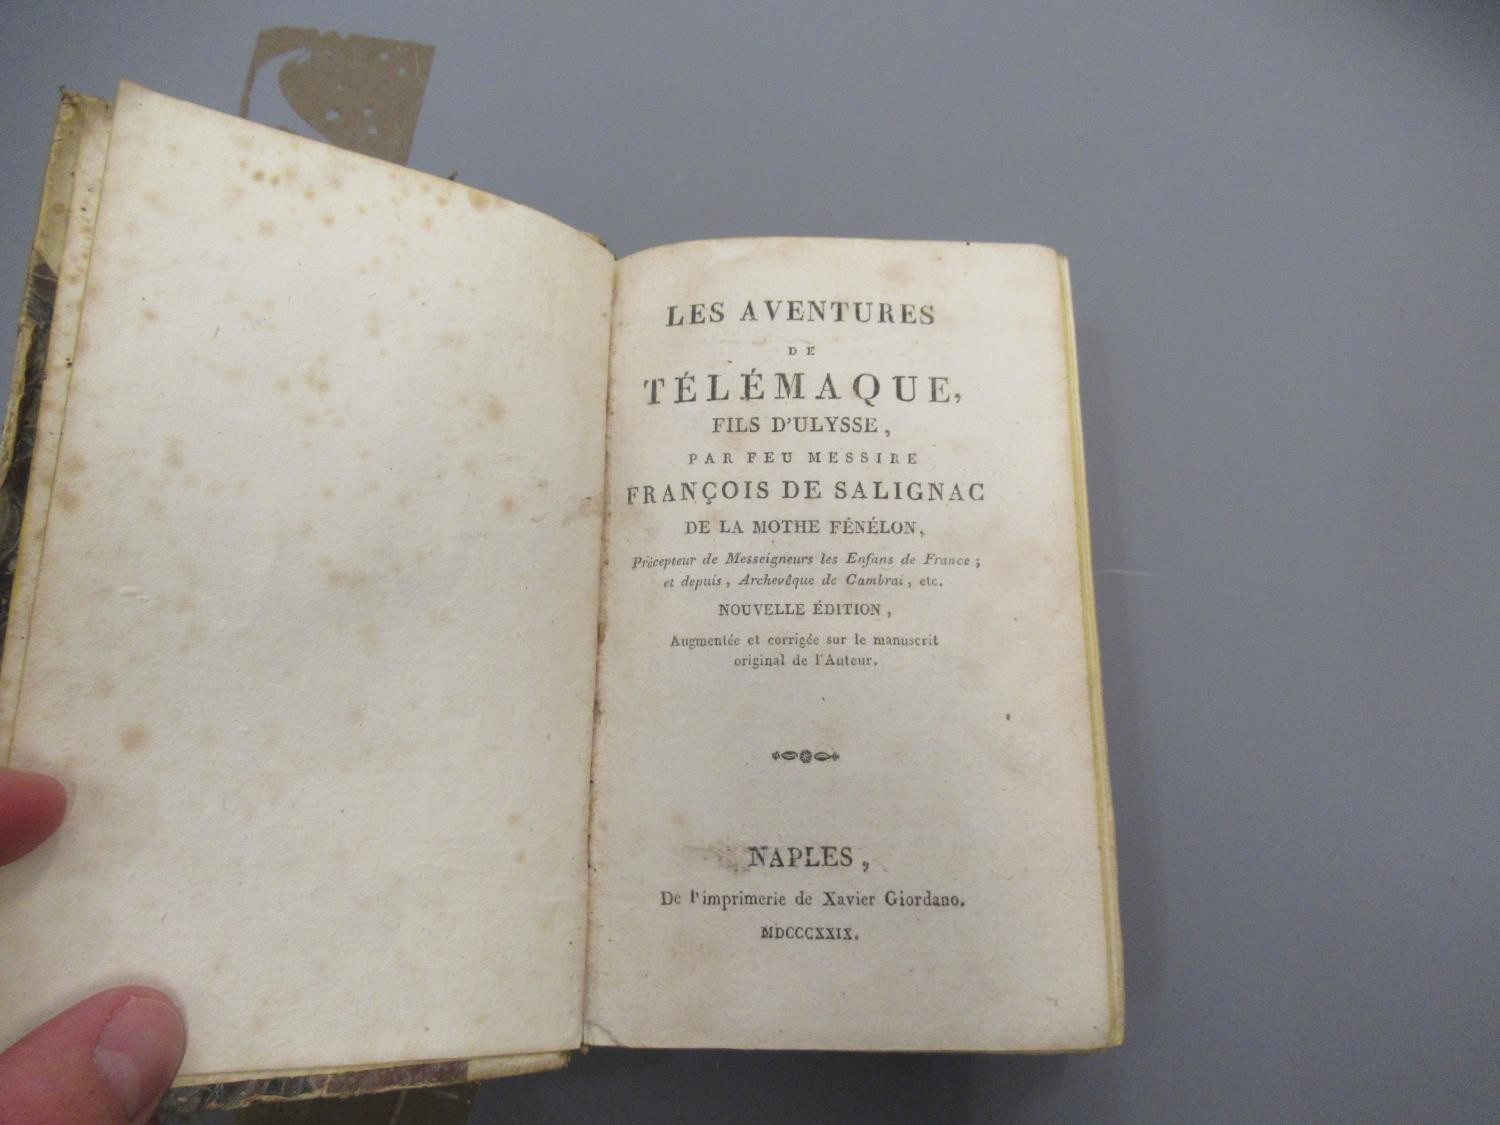 LES AVENTURES
DE
TÉLÉMAQUE,
FILS D'ULYSSE,
PAR FEU MESSIRE
FRANÇOIS DE SALIGNAC
DE LA MOTHE FÉNÉLON,
Précepteur de Messeigneurs les Enfans de France ;
et depuis , Archevêque de Cambrai , etc.
NOUVELLE ÉDITION ,
Augmentée et corrigée sur le manuscrit
original de l'Auteur.
NAPLES ,
De l'imprimerie de Xavier Giordano.
MDCCCXXIX.